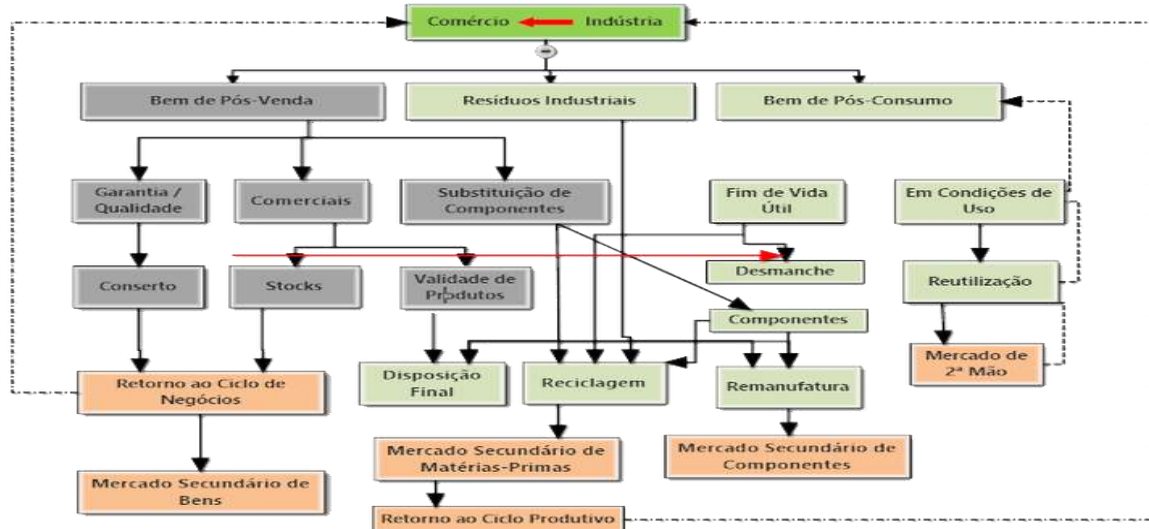 Comércio Indústria
Bem de Pós-Venda
Resíduos Industriais
Bem de Pós-Consumo
Garantia /
Qualidade
Comerciais
Substituição de
Componentes
Fim de Vida
Útil
Em Condições de
Uso
Conserto
Stocks
Validade de
Produtos
Desmanche
Reutilização
Componentes
Retorno ao Ciclo de
Negócios
Disposição
Final
Reciclagem
Remanufatura
Mercado de
2ª Mão
Mercado Secundário de
Bens
Mercado Secundário de
Matérias-Primas
Mercado Secundário de
Componentes
Retorno ao Ciclo Produtivo